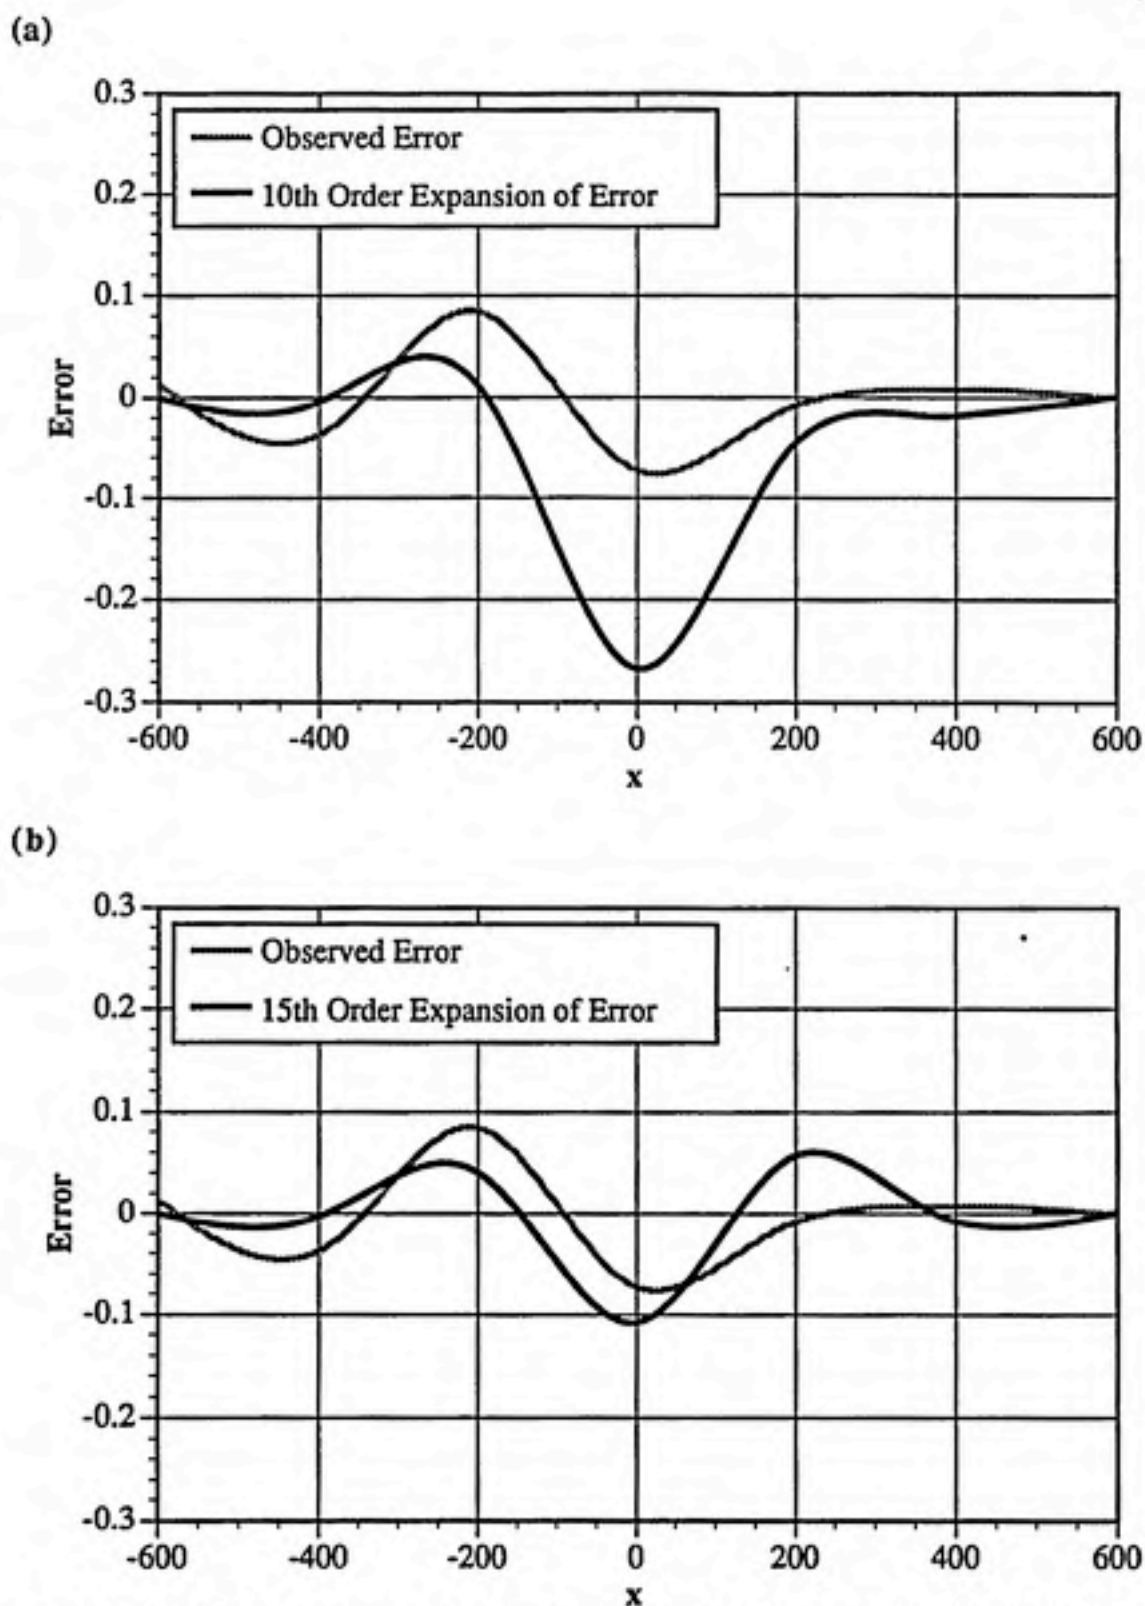 (a)
0.3
Observed Error
10th Order Expansion of Error
0.2
0.1
0
-0.1
-0.2
-0.3
Error
-600 -400 -200 0 200 400 600
x
(b)
0.3
Observed Error
15th Order Expansion of Error
0.2
0.1
0
-0.1
-0.2
-0.3
Error
-600 -400 -200 0 200 400 600
x